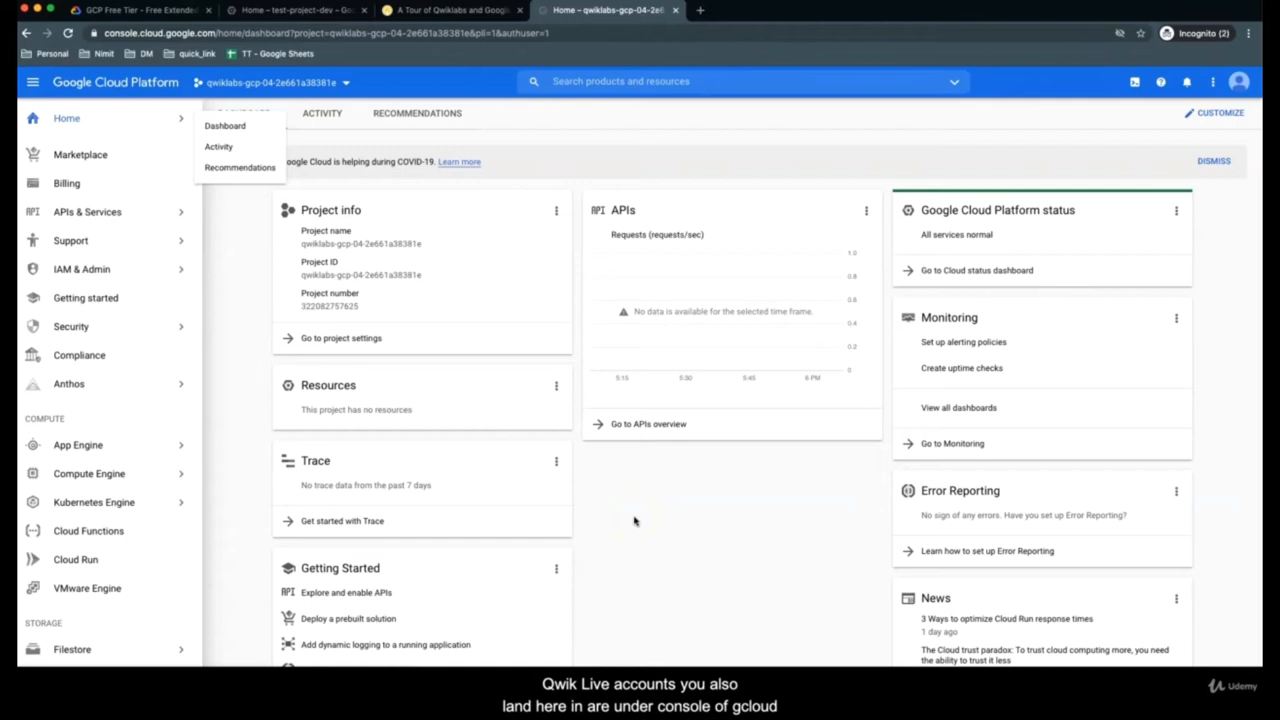 GCP Free Tier - Free Extended
Home – test-project-dev – Goo
A Tour of Qwiklabs and Google
Home – qwiklabs-gcp-04-2e6
console.cloud.google.com/home/dashboard?project=qwiklabs-gcp-04-2e661a38381e&pli=1&authuser=1
Incognito (2)
Personal
Nimit
DM
quick_link
TT - Google Sheets
Google Cloud Platform
qwiklabs-gcp-04-2e661a38381e
Search products and resources
Home
Marketplace
Billing
API APIs & Services
Support
IAM & Admin
Getting started
Security
Compliance
Anthos
COMPUTE
App Engine
Compute Engine
Kubernetes Engine
Cloud Functions
Cloud Run
VMware Engine
STORAGE
Filestore
Dashboard
Activity
Recommendations
ACTIVITY
RECOMMENDATIONS
CUSTOMIZE
oogle Cloud is helping during COVID-19. Learn more
DISMISS
Project info
Project name
qwiklabs-gcp-04-2e661a38381e
Project ID
qwiklabs-gcp-04-2e661a38381e
Project number
322082757625
Go to project settings
Resources
This project has no resources
Trace
No trace data from the past 7 days
Get started with Trace
Getting Started
API Explore and enable APIs
Deploy a prebuilt solution
Add dynamic logging to a running application
API APIs
Requests (requests/sec)
1.0
0.8
0.6
No data is available for the selected time frame.
0.4
0.2
0
5:15
5:30
5:45
6 PM
Go to APIs overview
Google Cloud Platform status
All services normal
Go to Cloud status dashboard
Monitoring
Set up alerting policies
Create uptime checks
View all dashboards
Go to Monitoring
Error Reporting
No sign of any errors. Have you set up Error Reporting?
Learn how to set up Error Reporting
News
3 Ways to optimize Cloud Run response times
1 day ago
The Cloud trust paradox: To trust cloud computing more, you need
the ability to trust it less
Qwik Live accounts you also
land here in are under console of gcloud
Udemy